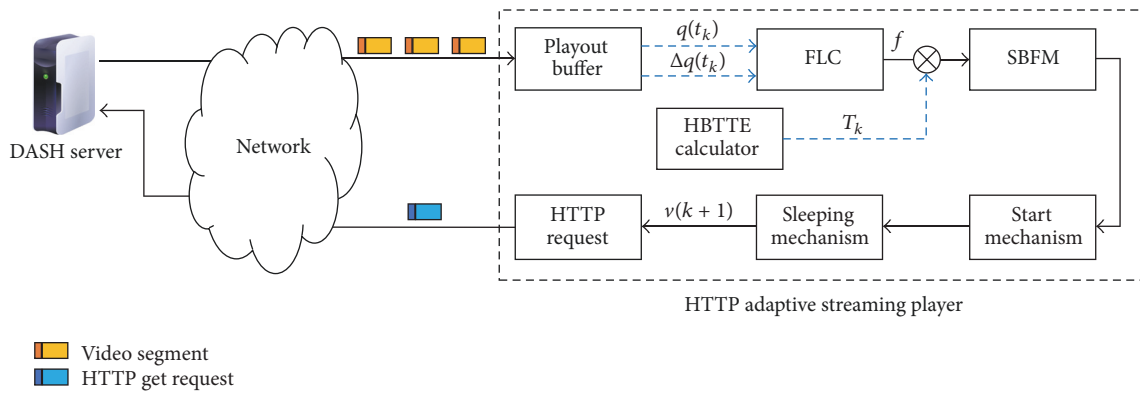 DASH server
Network
Playout
buffer
q(t_k)
Δq(t_k)
FLC
f
SBFM
HBTTE
calculator
T_k
HTTP
request
v(k + 1)
Sleeping
mechanism
Start
mechanism
HTTP adaptive streaming player
Video segment
HTTP get request